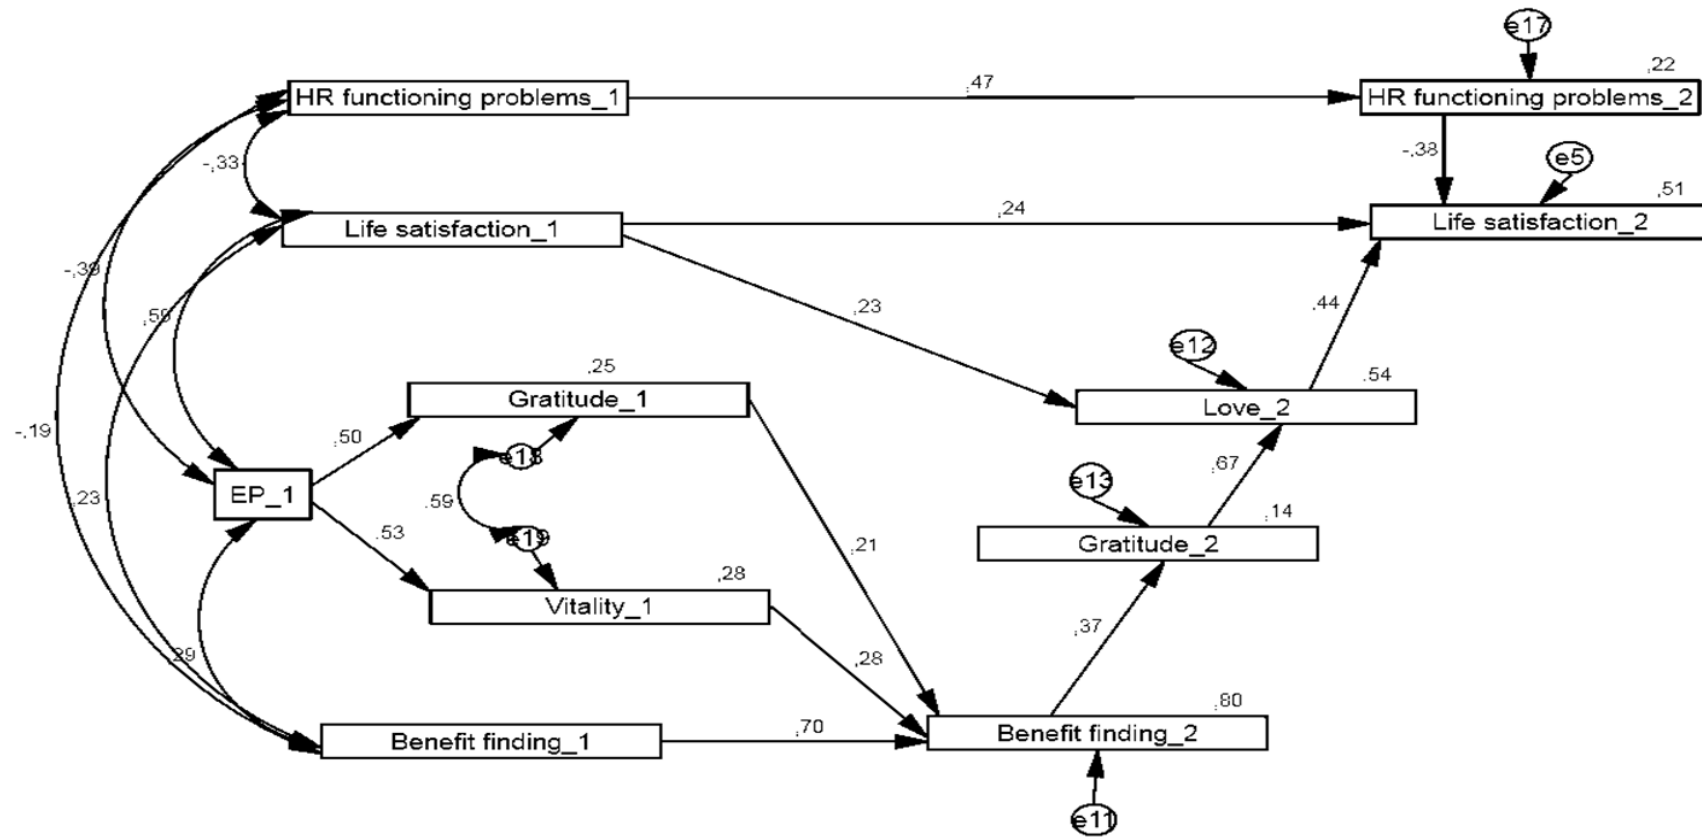 e17
,22
,47
HR functioning problems_1
HR functioning problems_2
-,33
-,38
e5
,51
,24
Life satisfaction_1
Life satisfaction_2
-,39
,23
,44
e12
,25
.54
Gratitude_1
Love_2
-,19
,50
e18
,67
e13
EP_1
,23
.59
,14
.53
e19
,21
Gratitude_2
,28
Vitality_1
,37
,29
,28
,80
,70
Benefit finding_1
Benefit finding_2
e11